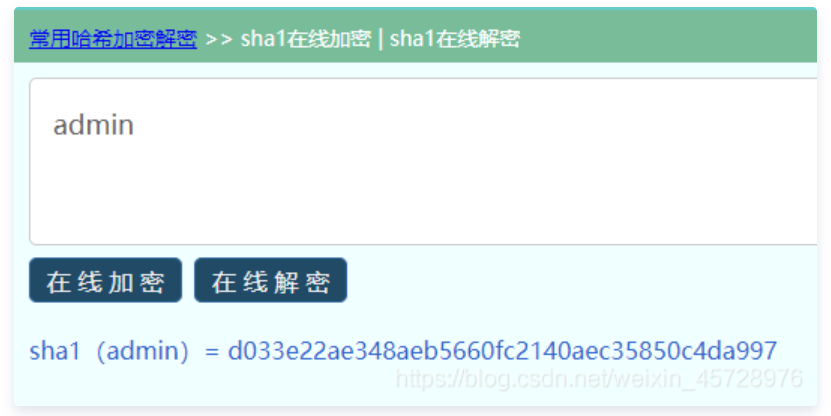 常用哈希加密解密 >> sha1在线加密 | sha1在线解密
admin
在线加密 在线解密
sha1（admin）= d033e22ae348aeb5660fc2140aec35850c4da997
https://blog.csdn.net/weixin_45728976